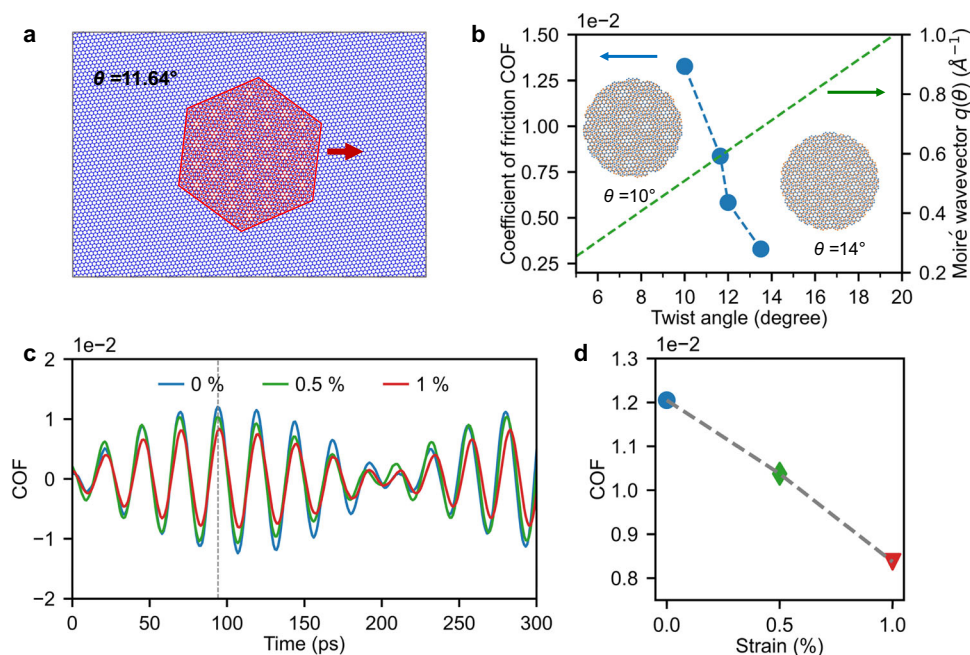 a
θ =11.64°
b
1e−2
Coefficient of friction COF
1.50
1.25
1.00
0.75
0.50
0.25
θ =10°
θ =14°
6
8
10
12
14
16
18
20
Twist angle (degree)
1.0
0.8
0.6
0.4
0.2
Moiré wavevector q(θ) (Å⁻¹)
c
1e−2
COF
2
1
0
−1
−2
0 %
0.5 %
1 %
0
50
100
150
200
250
300
Time (ps)
d
1e−2
COF
1.3
1.2
1.1
1.0
0.9
0.8
0.0
0.5
1.0
Strain (%)